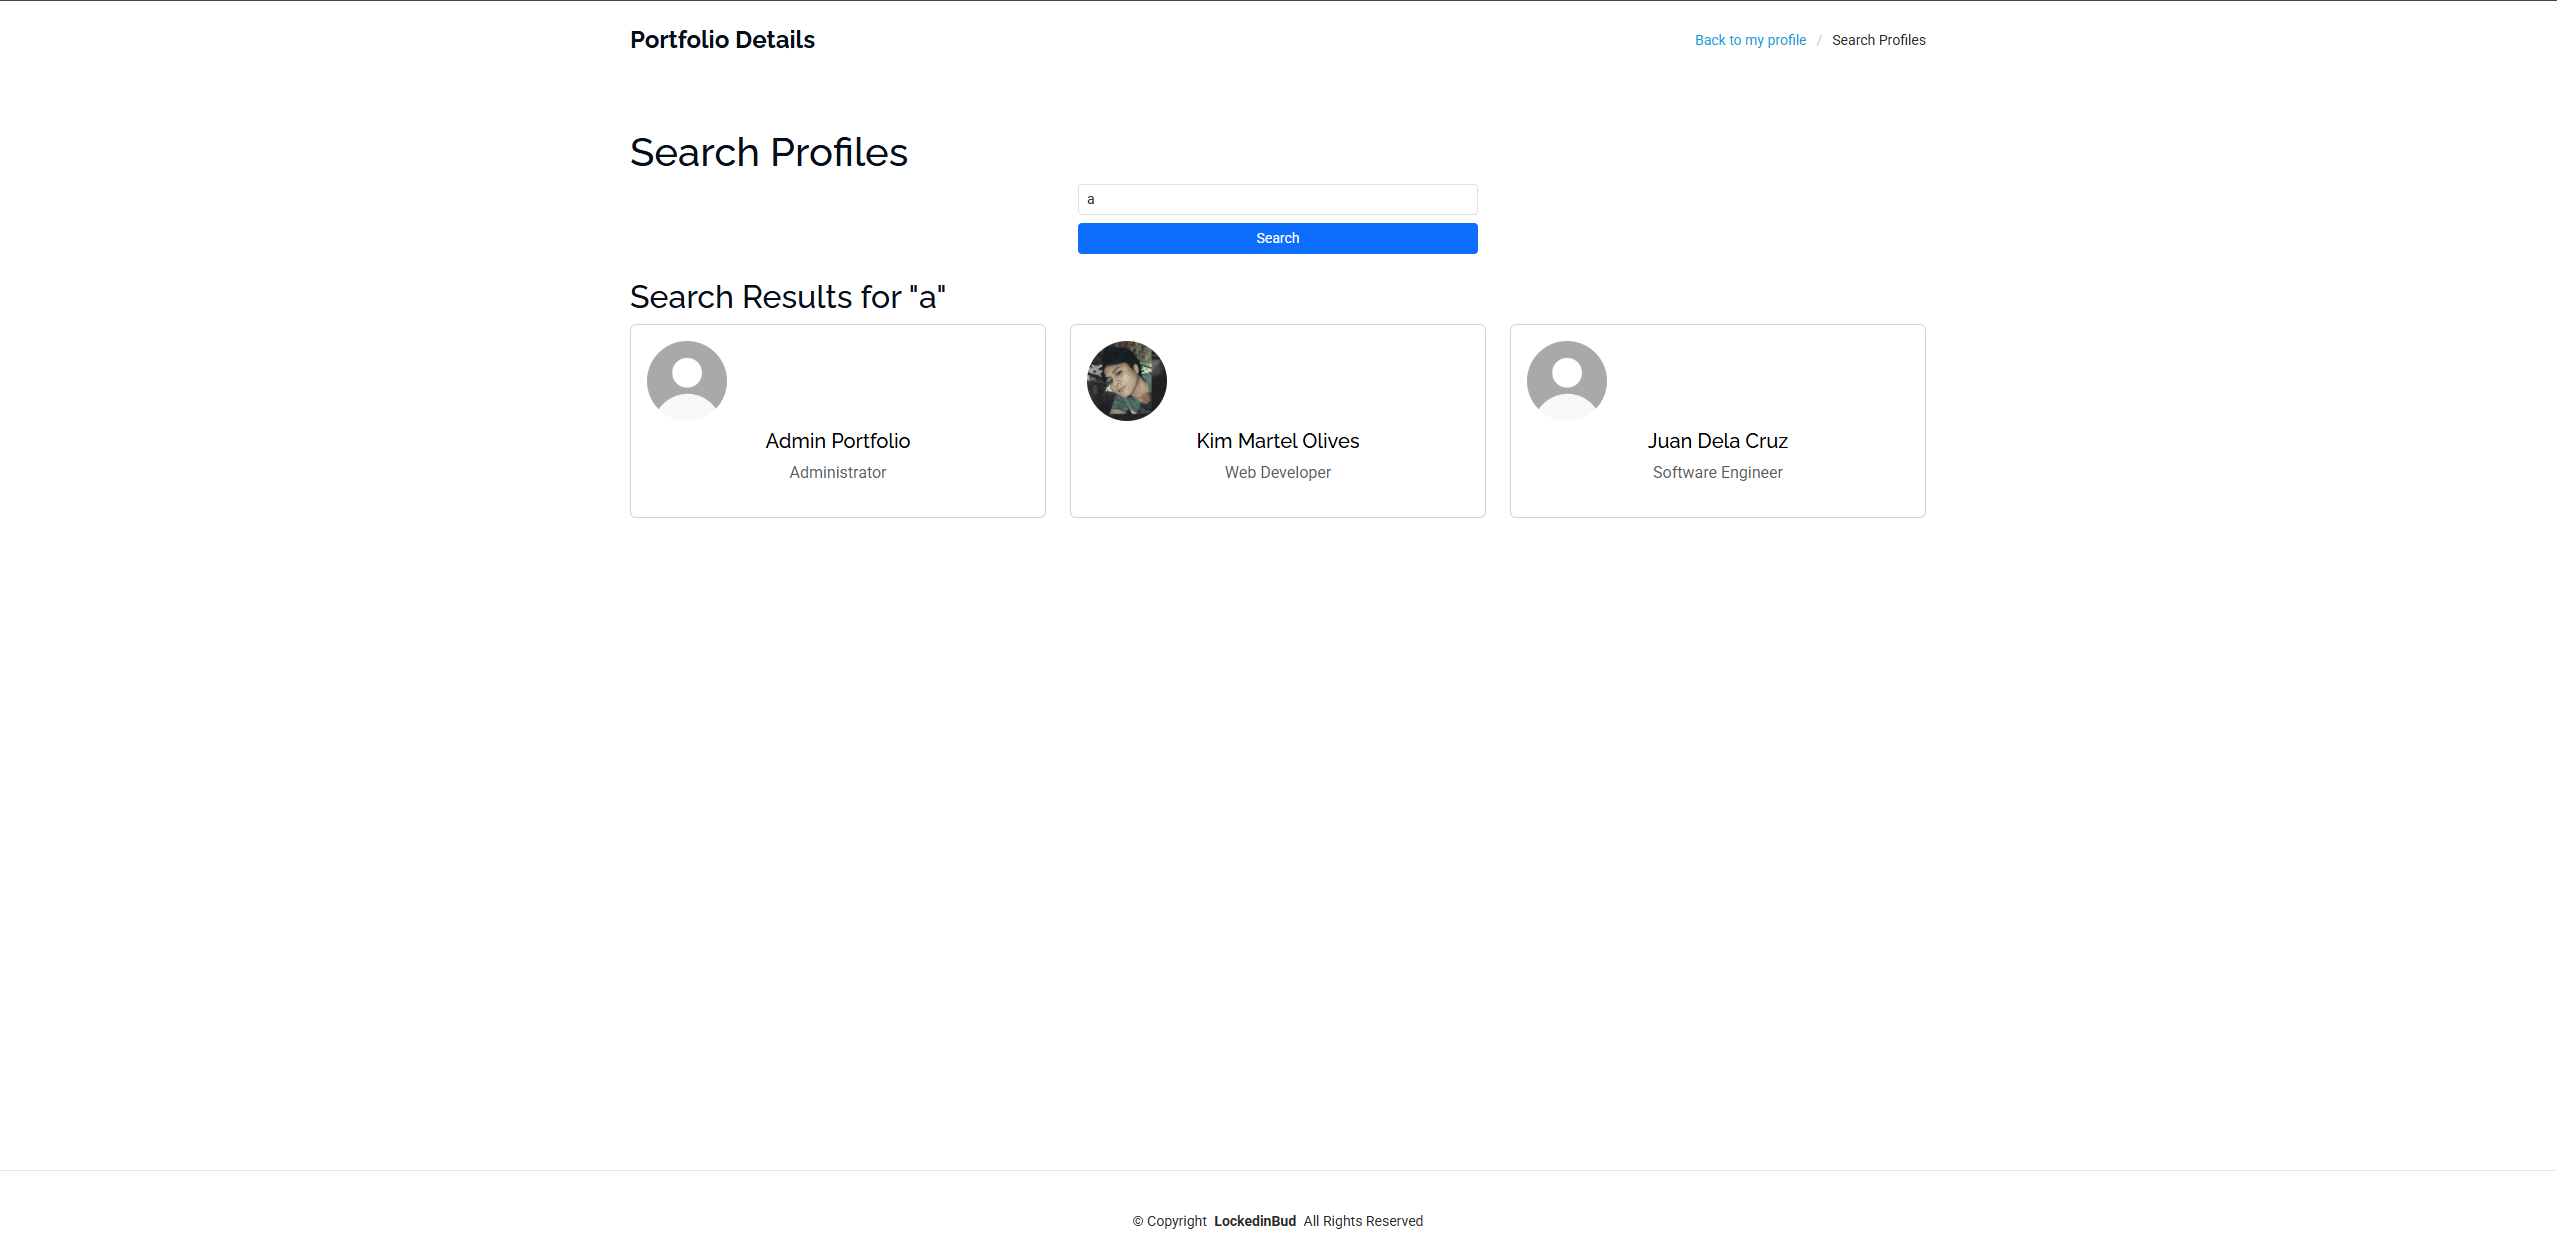 Portfolio Details
Back to my profile / Search Profiles
Search Profiles
a
Search
Search Results for "a"
Admin Portfolio
Administrator
Kim Martel Olives
Web Developer
Juan Dela Cruz
Software Engineer
© Copyright LockedinBud All Rights Reserved